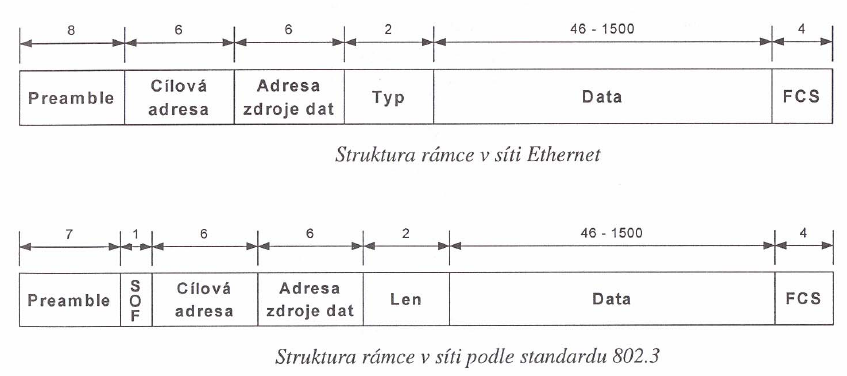 8 6 6 2 46 - 1500 4
Preamble Cílová adresa Adresa zdroje dat Typ Data FCS
Struktura rámce v síti Ethernet
7 1 6 6 2 46 - 1500 4
Preamble SOF Cílová adresa Adresa zdroje dat Len Data FCS
Struktura rámce v síti podle standardu 802.3